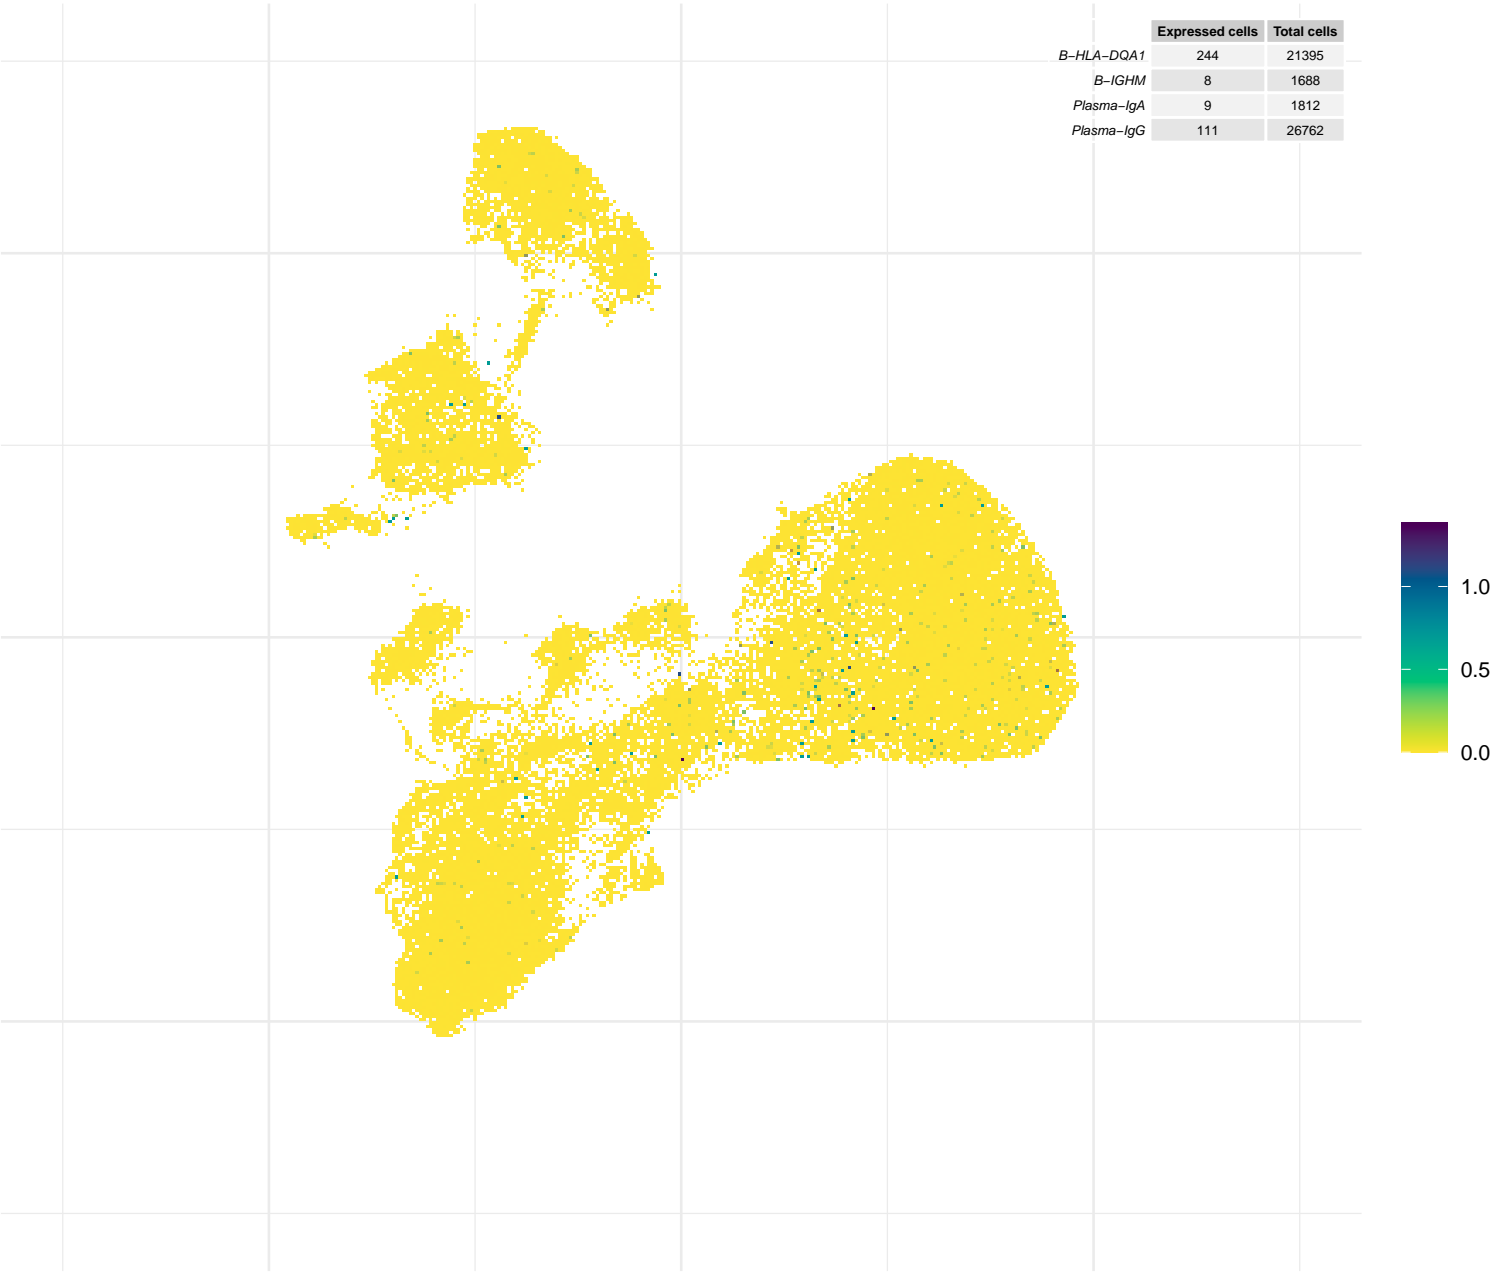 Expressed cells Total cells
B−HLA−DQA1 244 21395
B−IGHM 8 1688
Plasma−IgA 9 1812
Plasma−IgG 111 26762
1.0
0.5
0.0